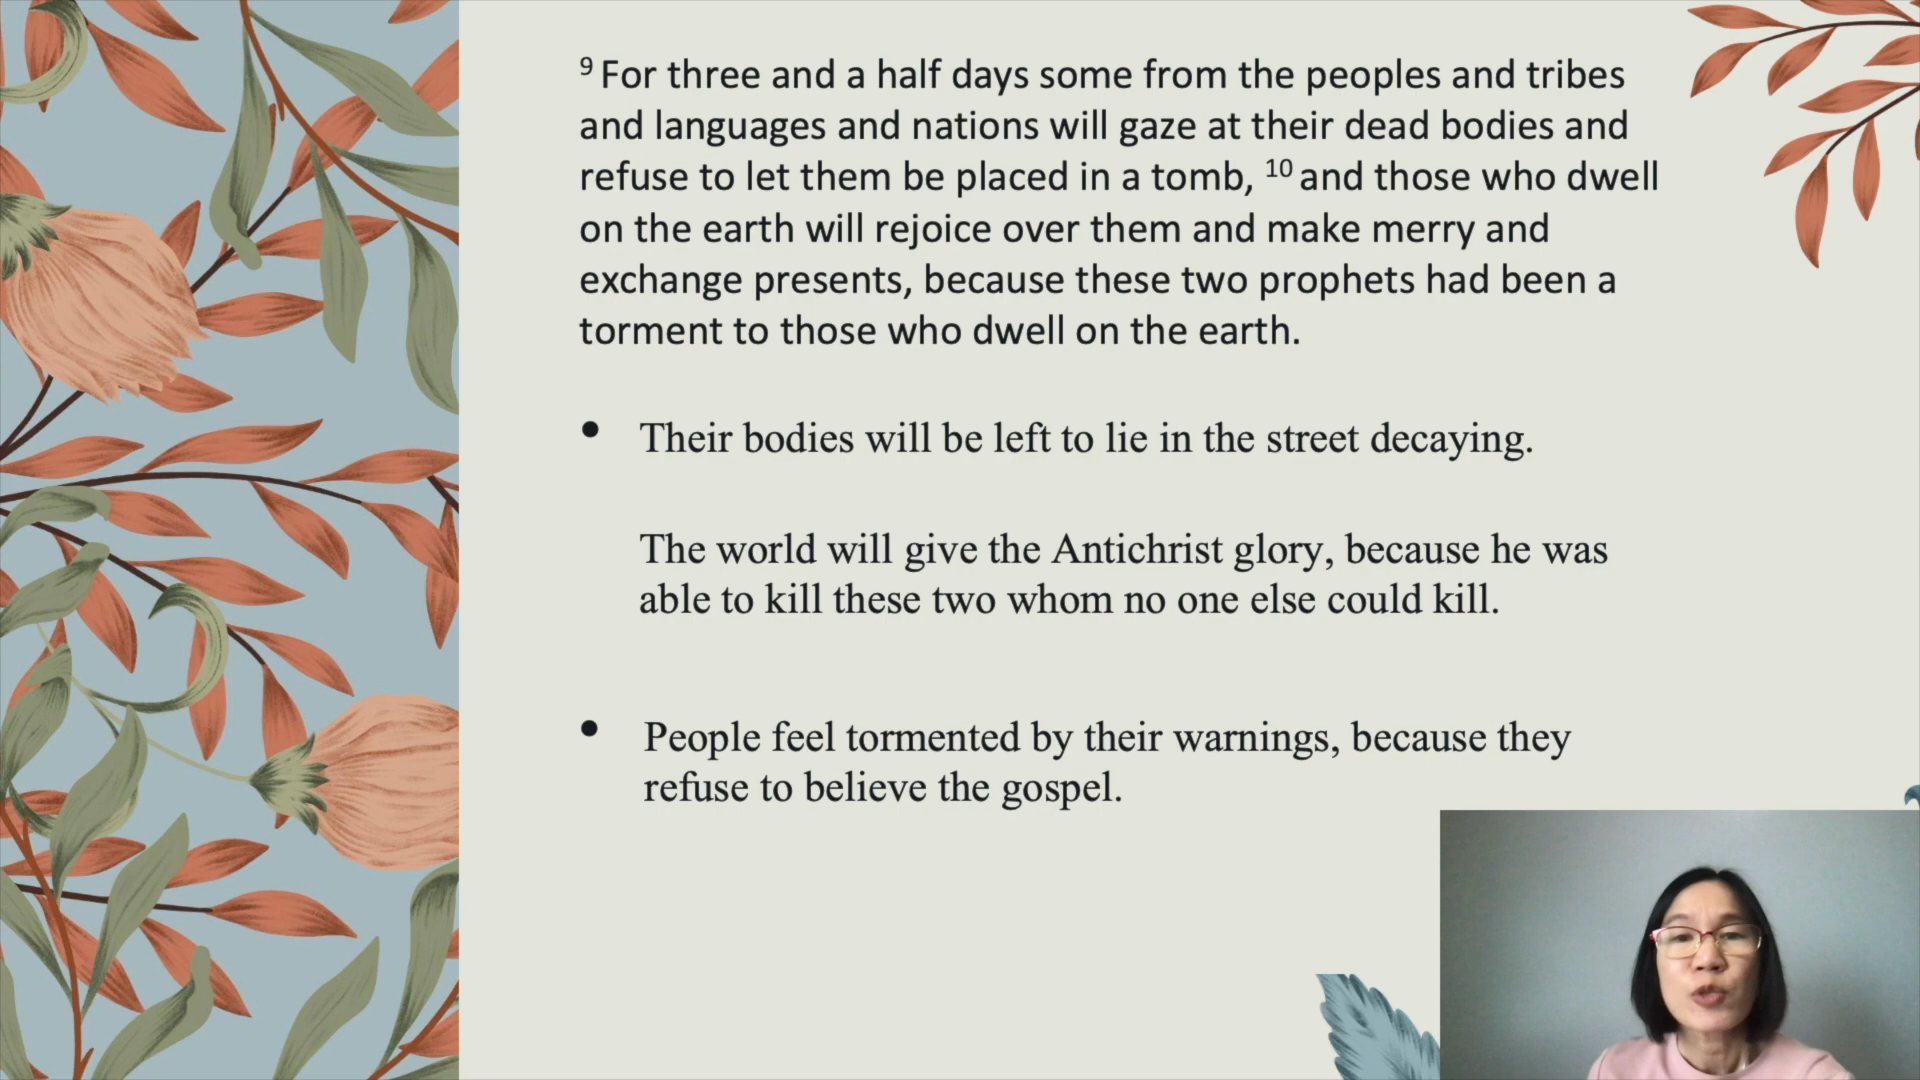 ⁹ For three and a half days some from the peoples and tribes
and languages and nations will gaze at their dead bodies and
refuse to let them be placed in a tomb, ¹⁰ and those who dwell
on the earth will rejoice over them and make merry and
exchange presents, because these two prophets had been a
torment to those who dwell on the earth.
• Their bodies will be left to lie in the street decaying.
The world will give the Antichrist glory, because he was
able to kill these two whom no one else could kill.
• People feel tormented by their warnings, because they
refuse to believe the gospel.